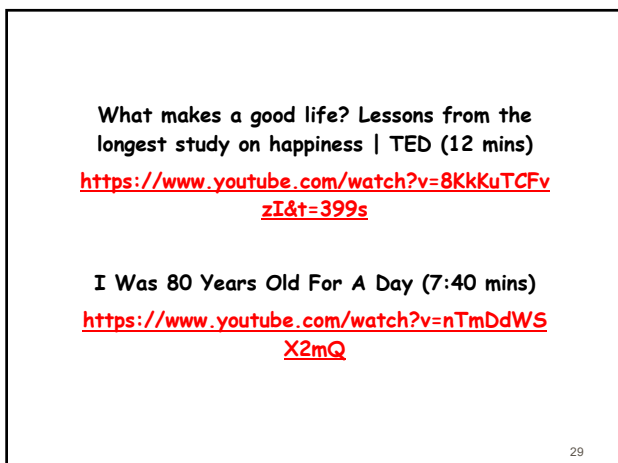 What makes a good life? Lessons from the
longest study on happiness | TED (12 mins)
https://www.youtube.com/watch?v=8KkKuTCFv
zI&t=399s
I Was 80 Years Old For A Day (7:40 mins)
https://www.youtube.com/watch?v=nTmDdWS
X2mQ
29